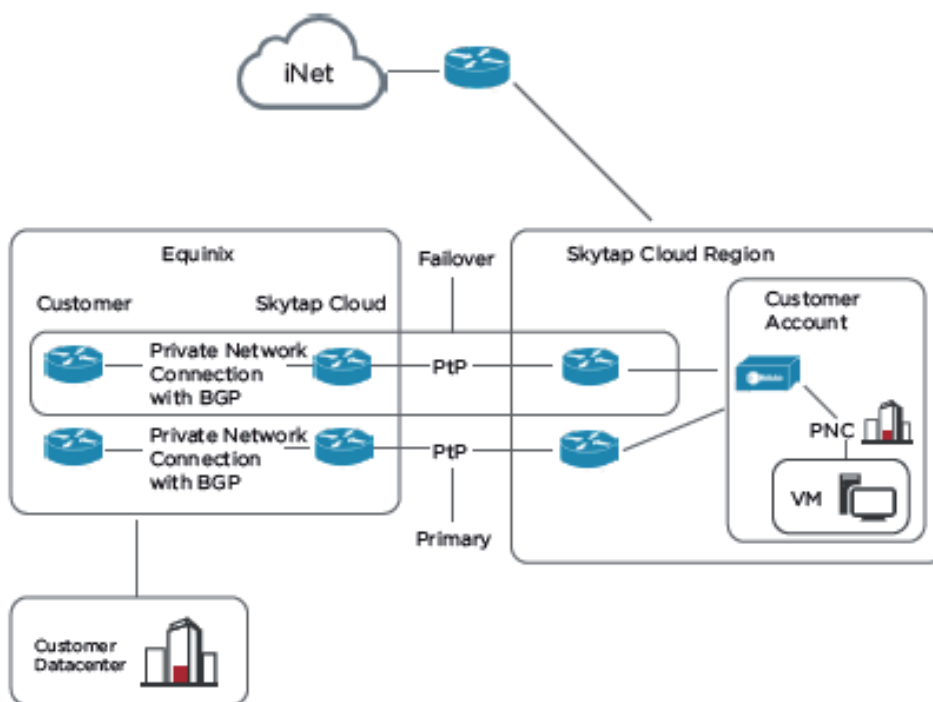 iNet
Equinix
Failover
Skytap Cloud Region
Customer
Skytap Cloud
Customer
Account
Private Network
Connection
with BGP
PtP
Private Network
Connection
with BGP
PtP
PNC
VM
Primary
Customer
Datacenter